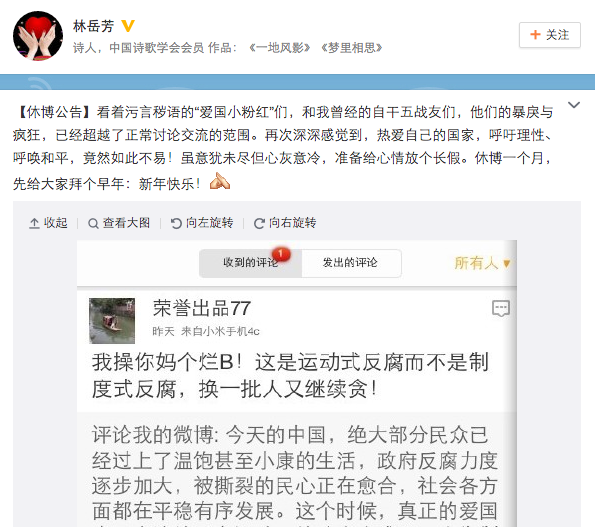 林岳芳
诗人，中国诗歌学会会员 作品：《一地风影》《梦里相思》
+ 关注
【休博公告】看着污言秽语的“爱国小粉红”们，和我曾经的自干五战友们，他们的暴戾与
疯狂，已经超越了正常讨论交流的范围。再次深深感觉到，热爱自己的国家，呼吁理性、
呼唤和平，竟然如此不易！虽意犹未尽但心灰意冷，准备给心情放个长假。休博一个月，
先给大家拜个早年：新年快乐！
收起 查看大图 向左旋转 向右旋转
收到的评论 1 发出的评论 所有人
荣誉出品77
昨天 来自小米手机4c
我操你妈个烂B！这是运动式反腐而不是制
度式反腐，换一批人又继续贪！
评论我的微博: 今天的中国，绝大部分民众已
经过上了温饱甚至小康的生活，政府反腐力度
逐步加大，被撕裂的民心正在愈合，社会各方
面都在平稳有序发展。这个时候，真正的爱国